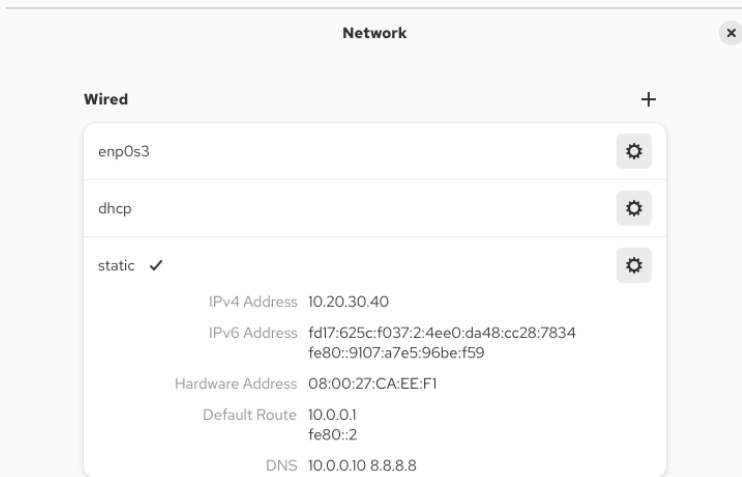 Network
Wired
enp0s3
dhcp
static
IPv4 Address 10.20.30.40
IPv6 Address fd17:625c:f037:2:4ee0:da48:cc28:7834
fe80::9107:a7e5:96be:f59
Hardware Address 08:00:27:CA:EE:F1
Default Route 10.0.0.1
fe80::2
DNS 10.0.0.10 8.8.8.8